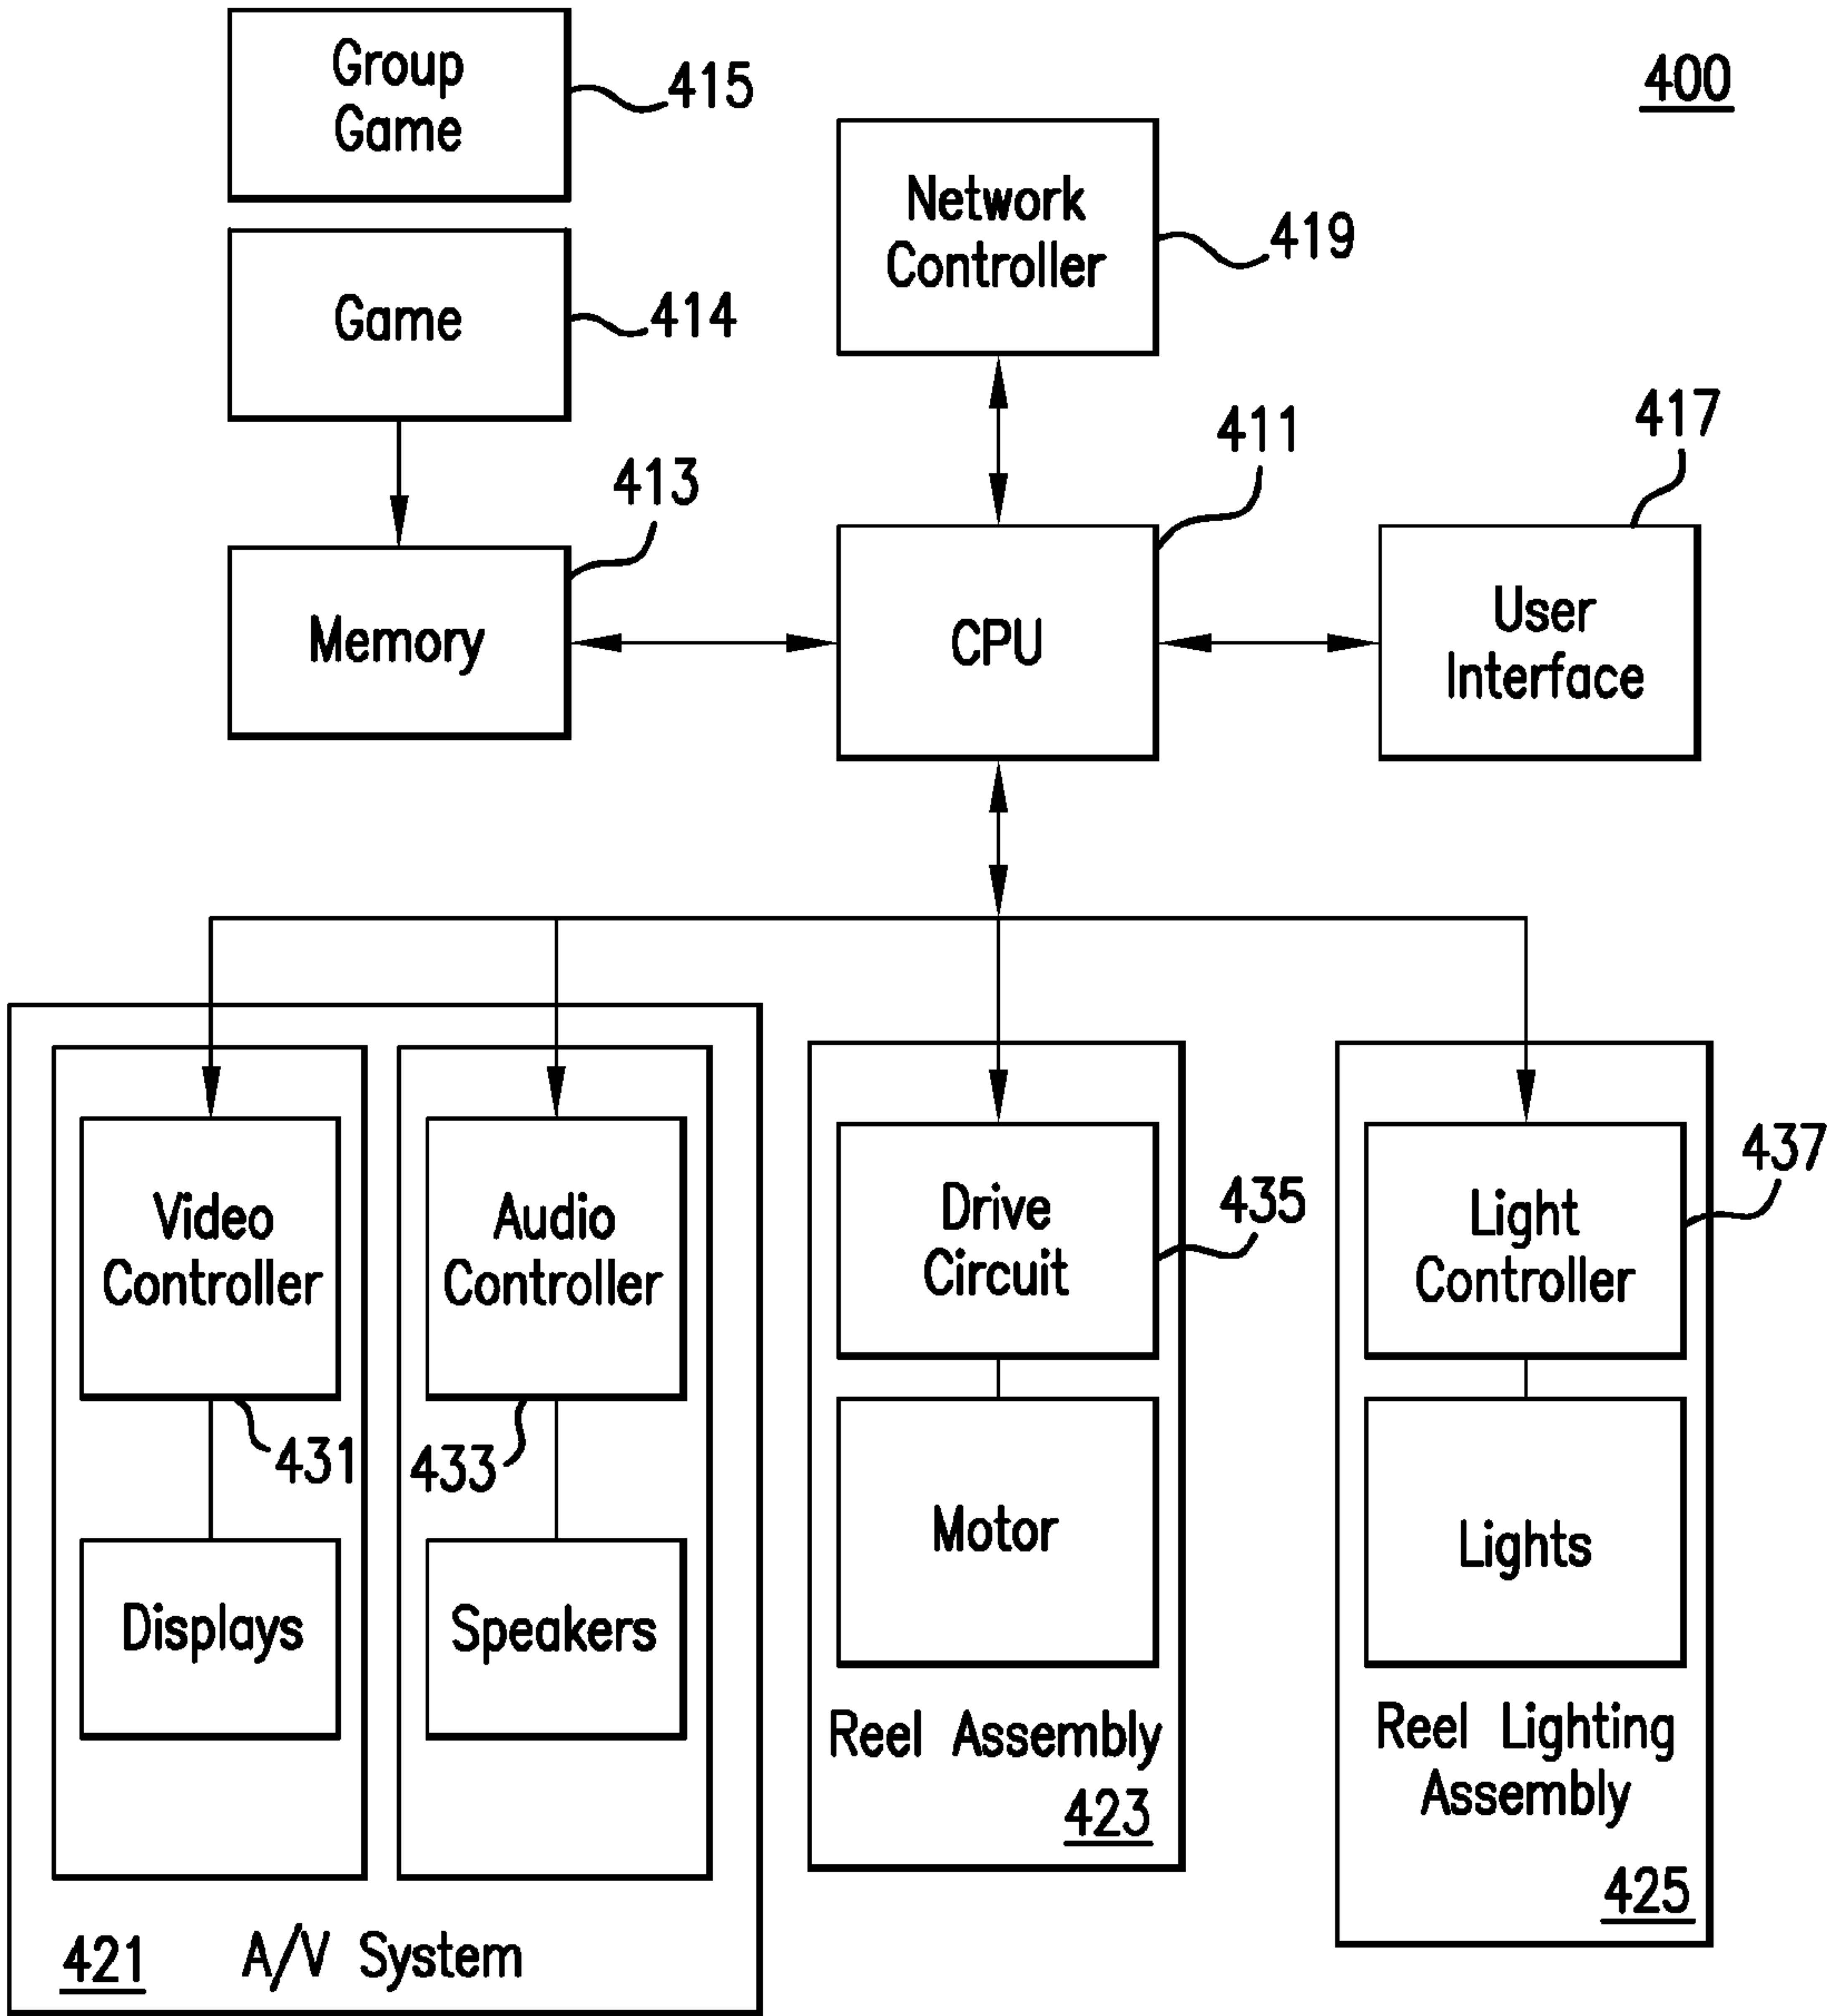 Group
Game
415
400
Network
Controller
419
Game
414
417
411
413
Memory
CPU
User
Interface
Video
Controller
431
Audio
Controller
433
Drive
Circuit
435
Light
Controller
437
Displays
Speakers
Motor
Lights
Reel Assembly
423
Reel Lighting
Assembly
425
421
A/V System